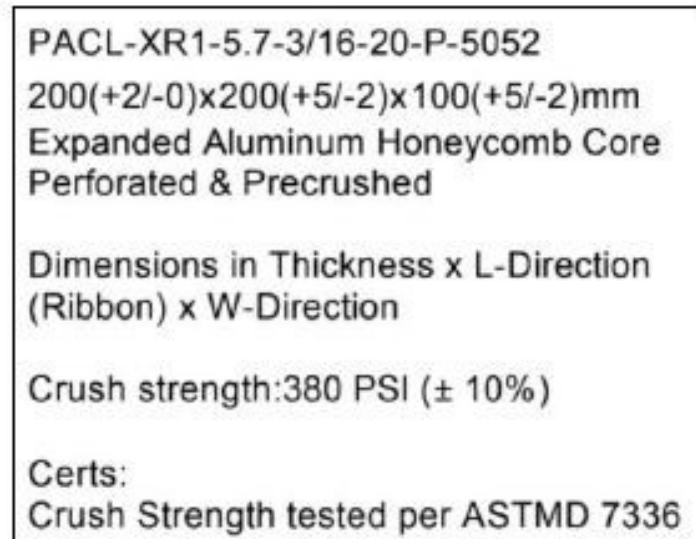 PACL-XR1-5.7-3/16-20-P-5052
200(+2/-0)x200(+5/-2)x100(+5/-2)mm
Expanded Aluminum Honeycomb Core
Perforated & Precrushed
Dimensions in Thickness x L-Direction
(Ribbon) x W-Direction
Crush strength:380 PSI (± 10%)
Certs:
Crush Strength tested per ASTMD 7336